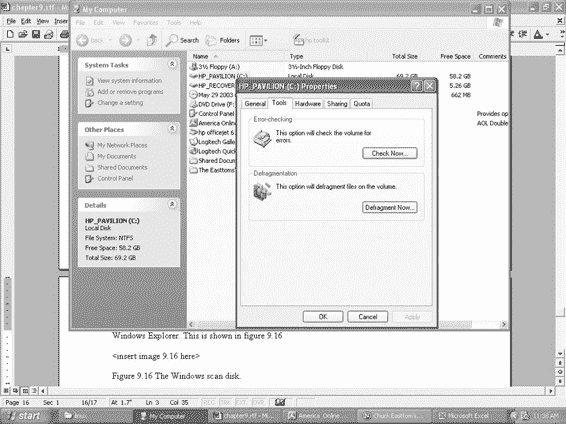 chapter9.rtf - M
My Computer
File Edit View Inser
File Edit View Favorites Tools Help
Back
Search
Folders
Name
Type
Total Size
Free Space
Comments
System Tasks
View system information
Add or remove programs
Change a setting
Other Places
My Network Places
My Documents
Shared Documents
Control Panel
Details
HP_PAVILION (C:)
Local Disk
File System: NTFS
Free Space: 58.2 GB
Total Size: 69.2 GB
3½ Floppy (A:)
3½-Inch Floppy Disk
HP_PAVILION (C:)
Local Disk
69.2 GB
58.2 GB
HP_RECOVER
5.26 GB
May 29 2003
662 MB
DVD Drive (F:
Control Panel
Provides op
America Online
AOL Double
hp officejet 6
Logitech Galle
Logitech Quick
Shared Docum
The Easttoms
HP_PAVILION (C:) Properties
General Tools Hardware Sharing Quota
Error-checking
This option will check the volume for
errors.
Check Now...
Defragmentation
This option will defragment files on the volume.
Defragment Now...
OK Cancel Apply
Windows Explorer. This is shown in figure 9.16
<insert image 9.16 here>
Figure 9.16 The Windows scan disk.
Page 16 Sec 1 16/17 At 1.7" Ln 3 Col 35 REC TRK EXT OVR
start
linux
My Computer
chapter9.rtf - Mi...
America Online
Chuck Easttom's
Microsoft Excel
11:38 AM